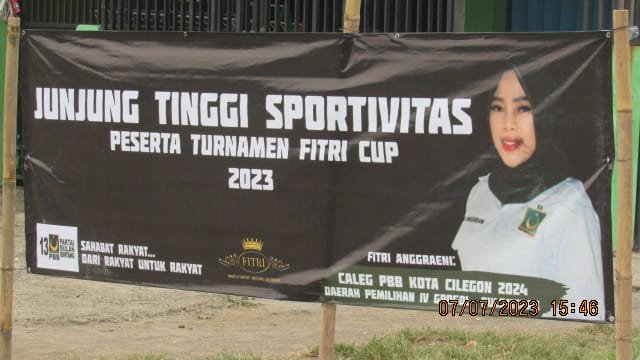 JUNJUNG TINGGI SPORTIVITAS
PESERTA TURNAMEN FITRI CUP
2023
13
PBB
PARTAI
BULAN
BINTANG
SAHABAT RAKYAT...
DARI RAKYAT UNTUK RAKYAT
FITRI
FITRI ANGGRAENI:
CALEG PBB KOTA CILEGON 2024
DAERAH PEMILIHAN IV
07/07/2023 15:46